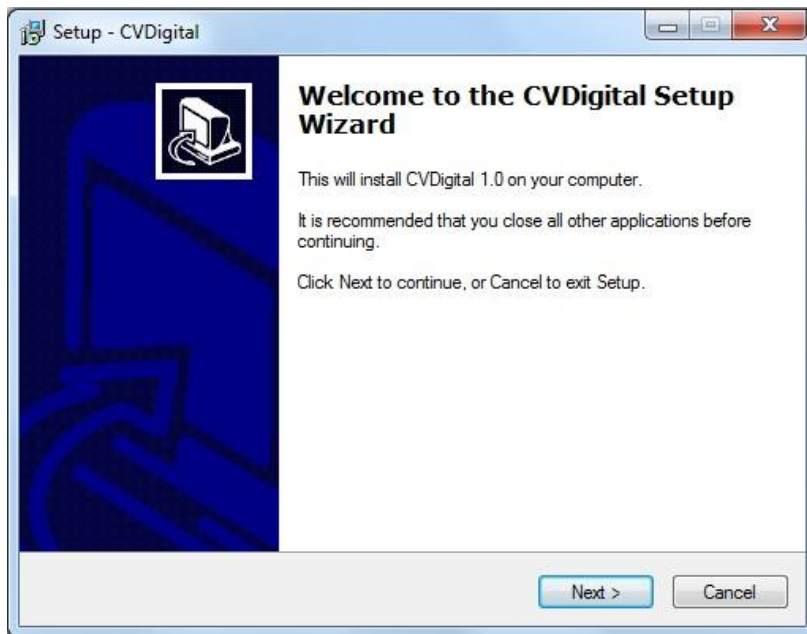 Setup - CVDigital
Welcome to the CVDigital Setup
Wizard
This will install CVDigital 1.0 on your computer.
It is recommended that you close all other applications before
continuing.
Click Next to continue, or Cancel to exit Setup.
Next >
Cancel